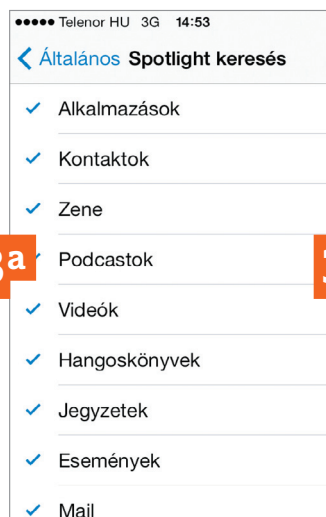 ••••• Telenor HU 3G 14:53
Általános Spotlight keresés
Alkalmazások
Kontaktok
Zene
a
Podcastok
Videók
Hangoskönyvek
Jegyzetek
Események
Mail